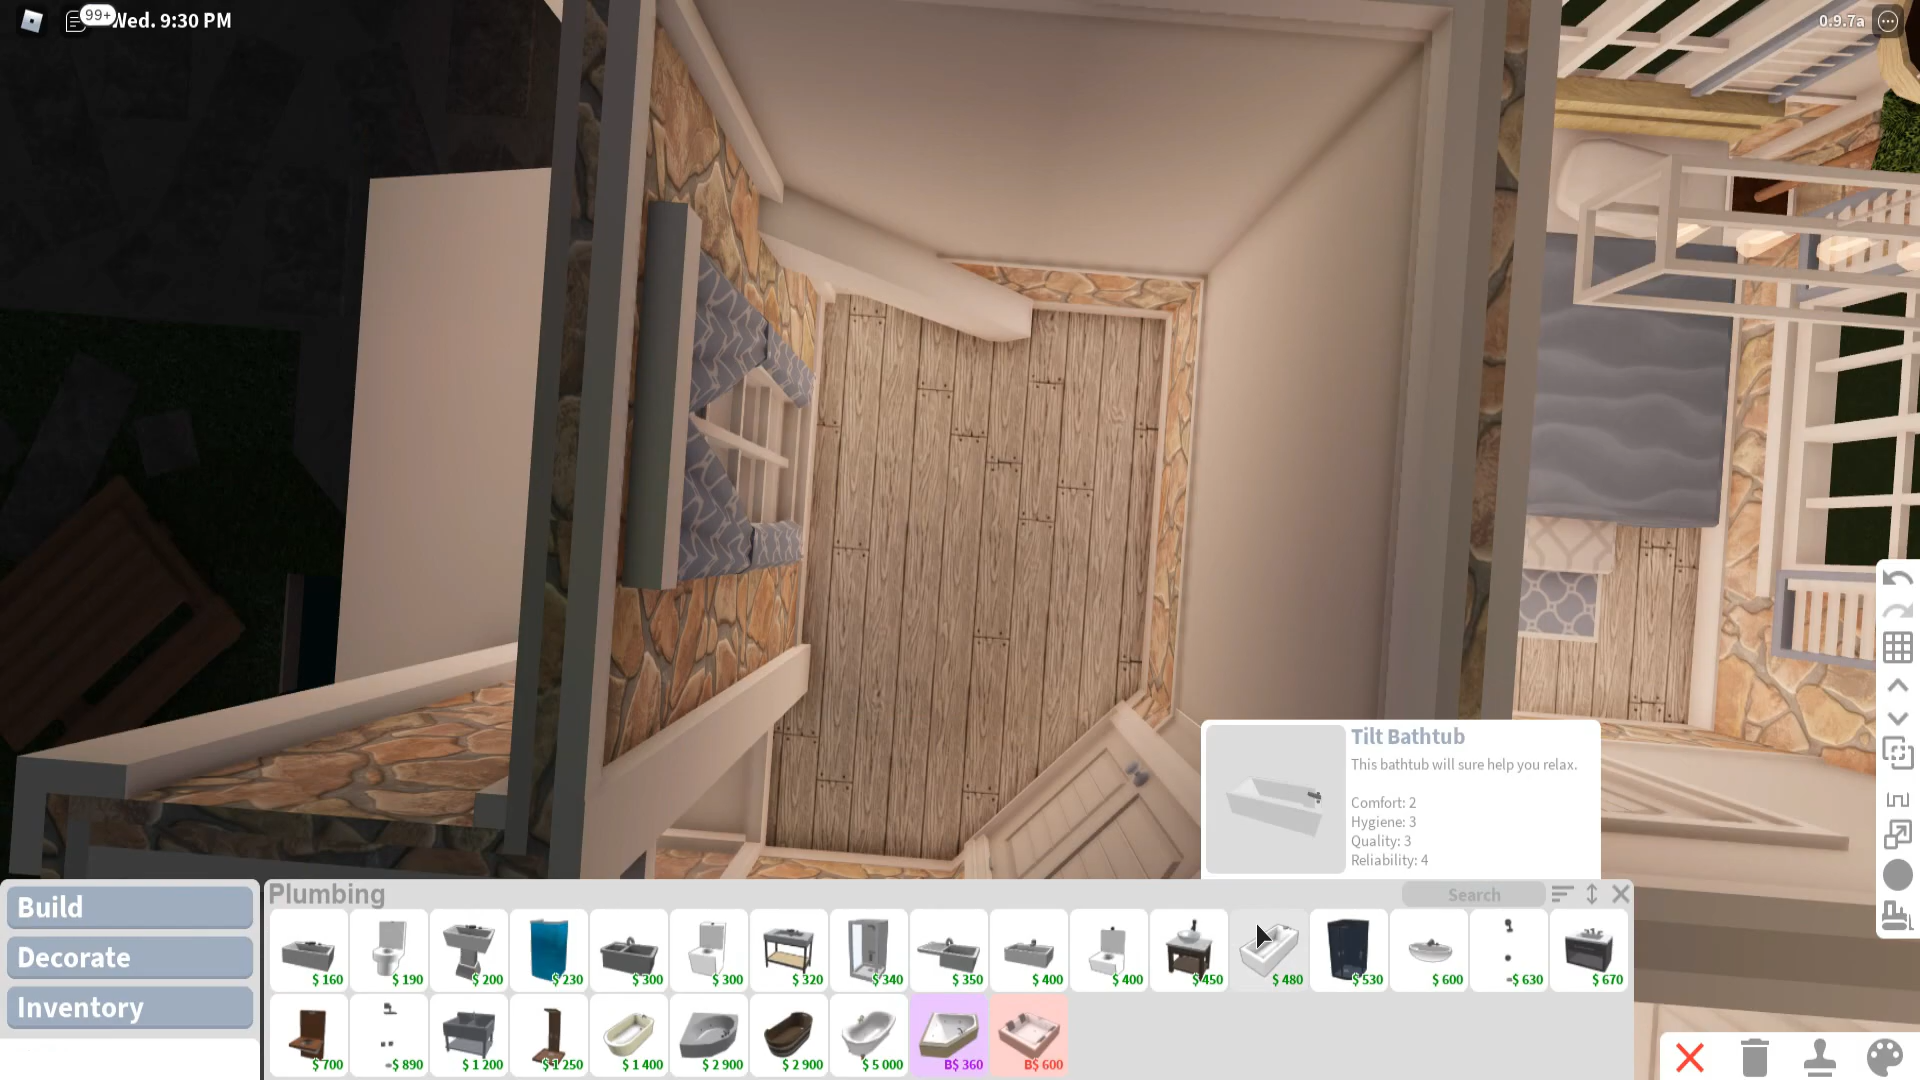 99+
Wed. 9:30 PM
0.9.7a
Tilt Bathtub
This bathtub will sure help you relax.
Comfort: 2
Hygiene: 3
Quality: 3
Reliability: 4
Build
Decorate
Inventory
Plumbing
Search
$ 160
$ 190
$ 200
$ 230
$ 300
$ 300
$ 320
$ 340
$ 350
$ 400
$ 400
$ 450
$ 480
$ 530
$ 600
$ 630
$ 670
$ 700
$ 890
$ 1 200
$ 1 250
$ 1 400
$ 2 900
$ 2 900
$ 5 000
B$ 360
B$ 600